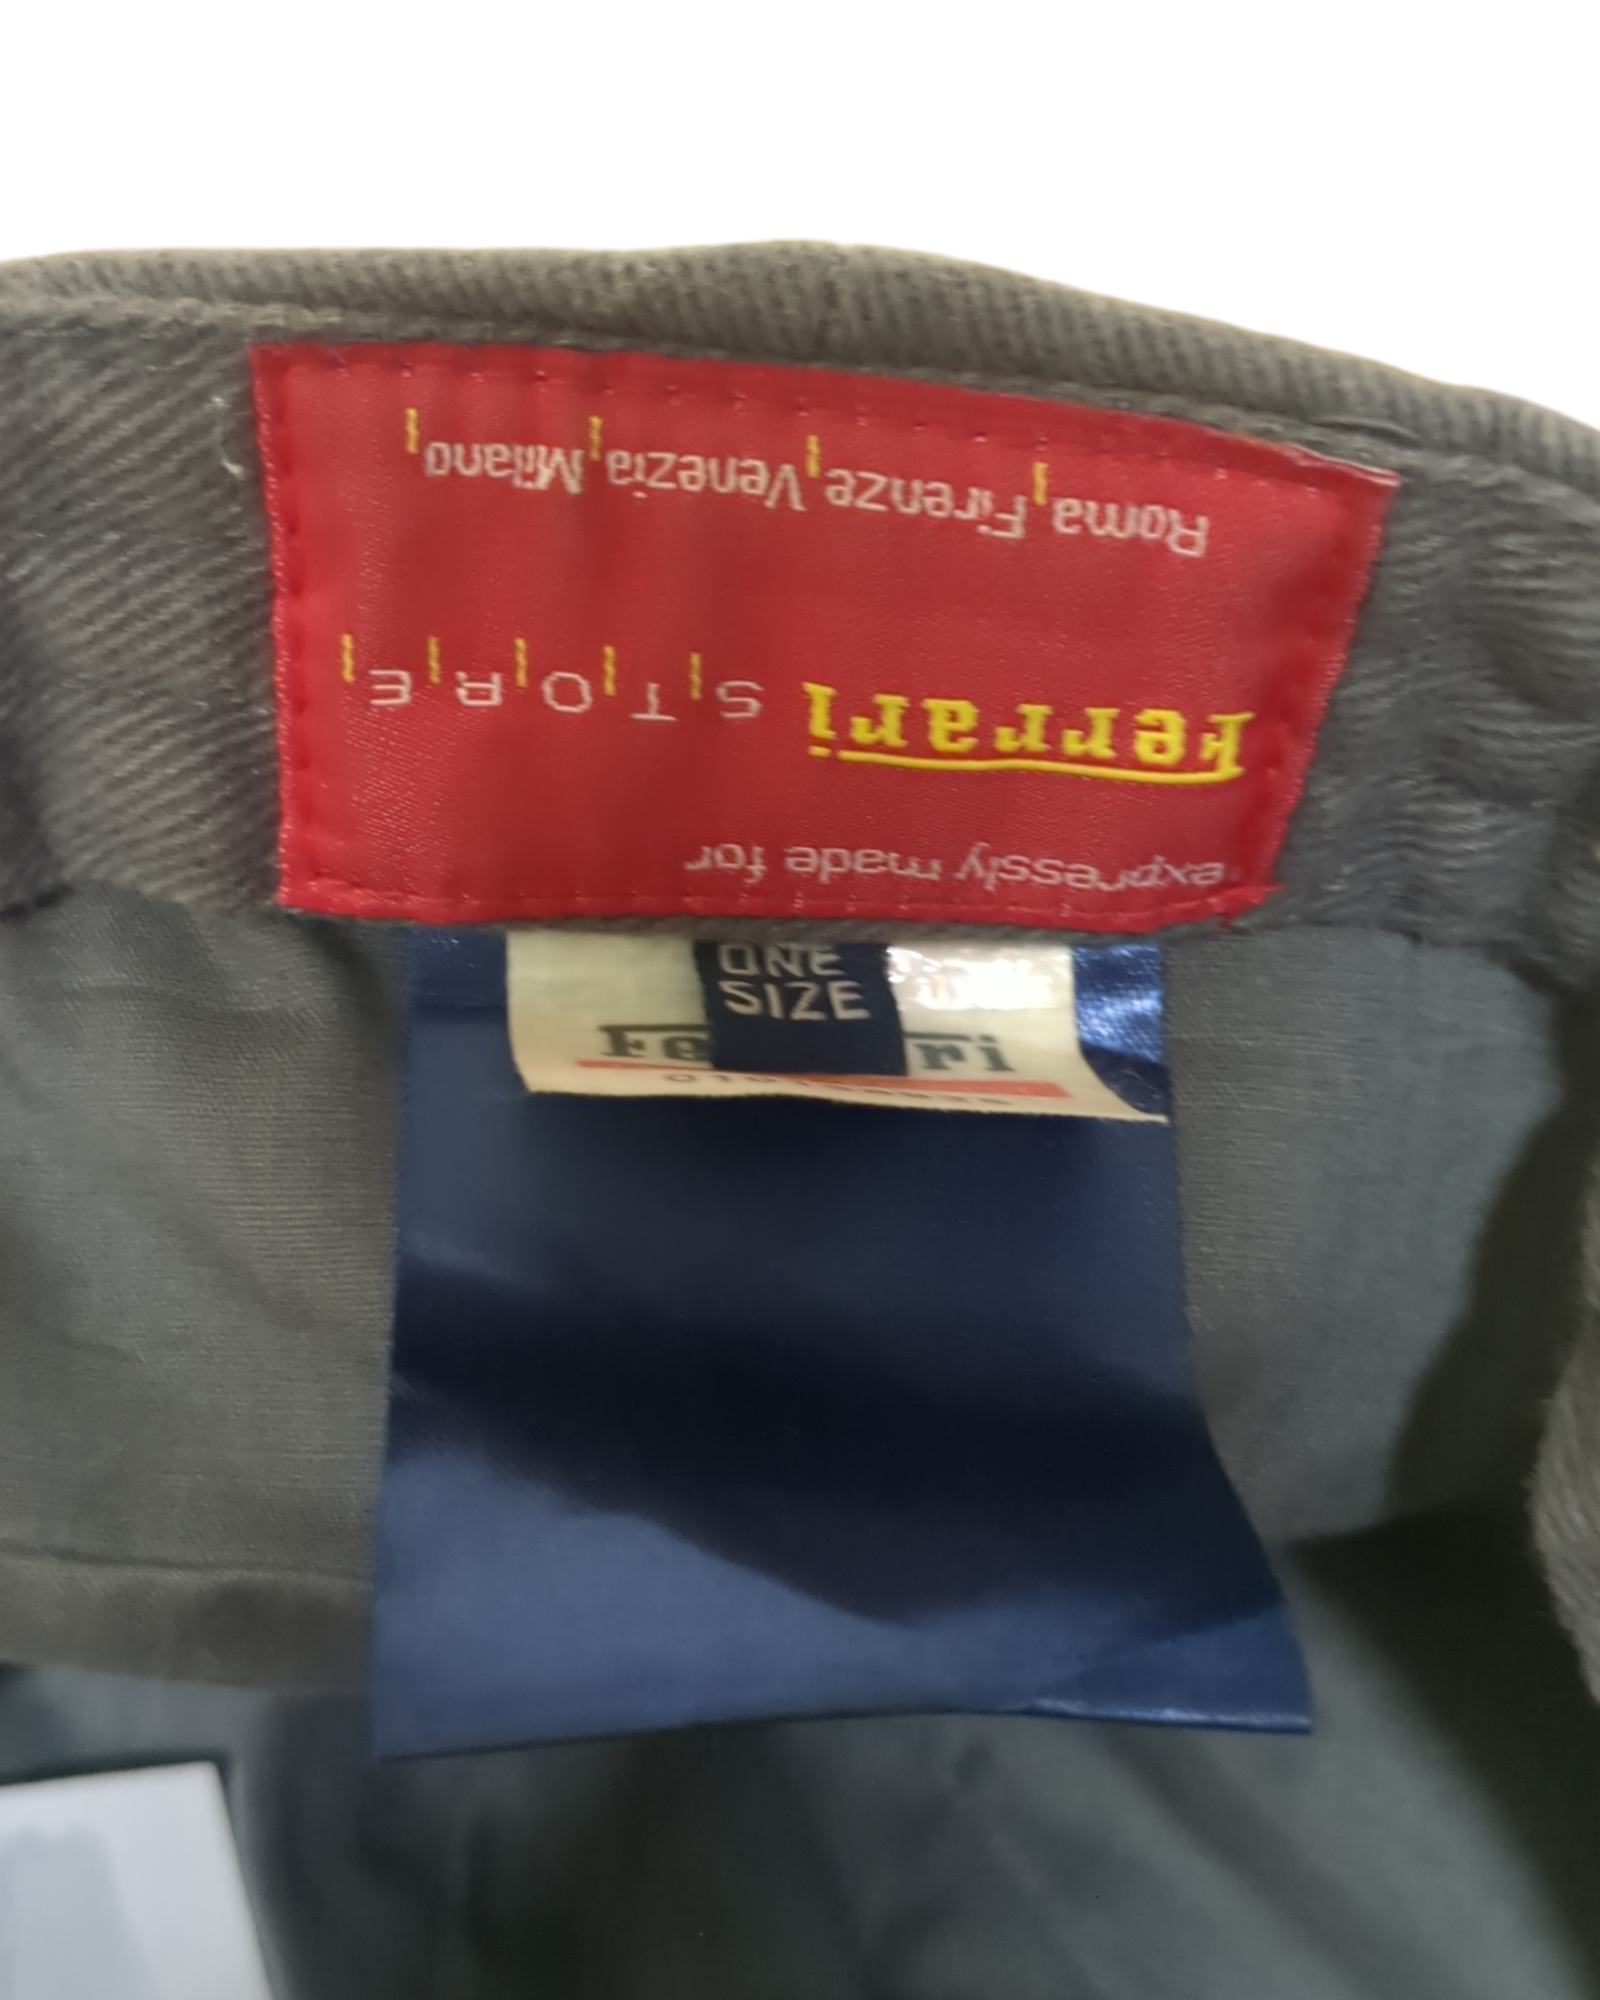 expressly made for
Ferrari STORE
Roma Firenze Venezia Milano
ONE
SIZE